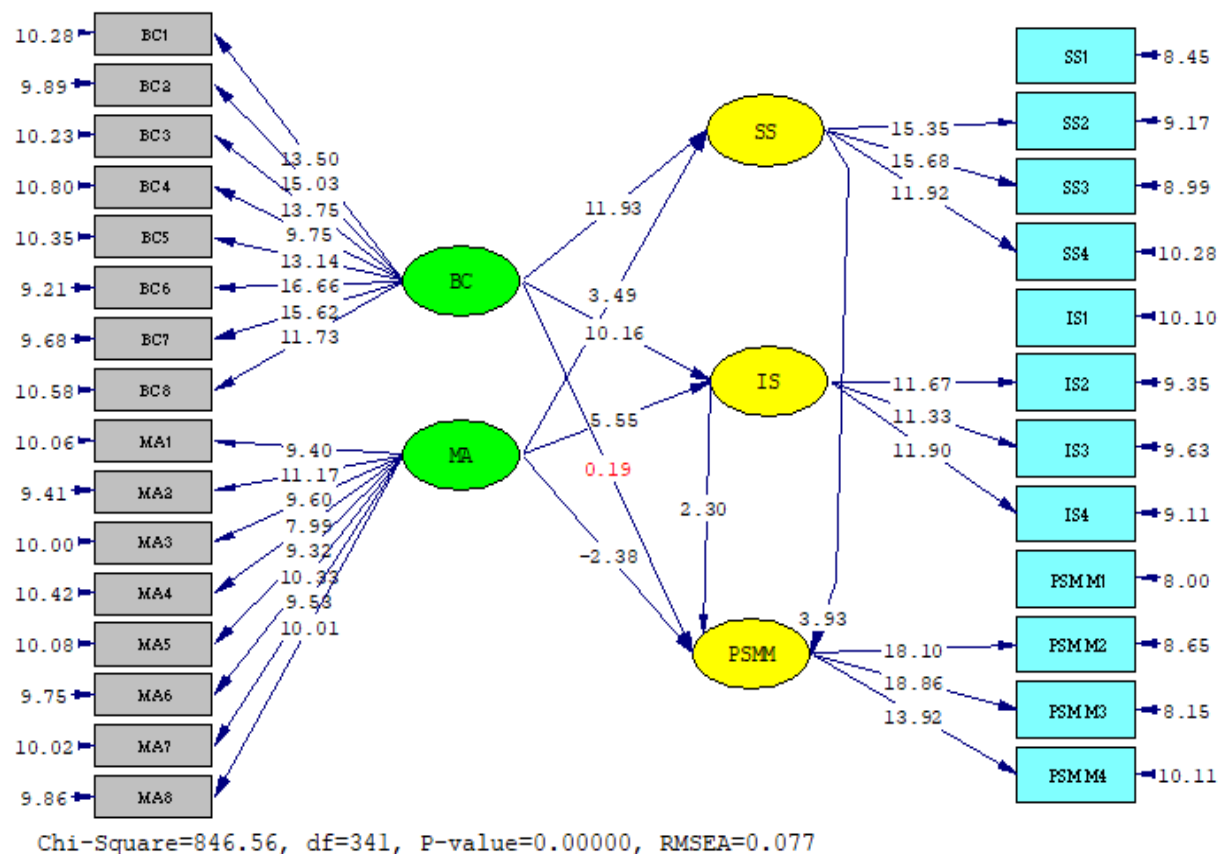 10.28 BC1
9.89 BC2
10.23 BC3
10.80 BC4
10.35 BC5
9.21 BC6
9.68 BC7
10.58 BC8
10.06 MA1
9.41 MA2
10.00 MA3
10.42 MA4
10.08 MA5
9.75 MA6
10.02 MA7
9.86 MA8
13.50
15.03
13.75
9.75
13.14
16.66
15.62
11.73
9.40
11.17
9.60
7.99
9.32
10.33
9.53
10.01
BC
MA
11.93
3.49
10.16
5.55
0.19
-2.38
2.30
3.93
SS
IS
PSMM
15.35
15.68
11.92
11.67
11.33
11.90
18.10
18.86
13.92
SS1 8.45
SS2 9.17
SS3 8.99
SS4 10.28
IS1 10.10
IS2 9.35
IS3 9.63
IS4 9.11
PSMM1 8.00
PSMM2 8.65
PSMM3 8.15
PSMM4 10.11
Chi-Square=846.56, df=341, P-value=0.00000, RMSEA=0.077